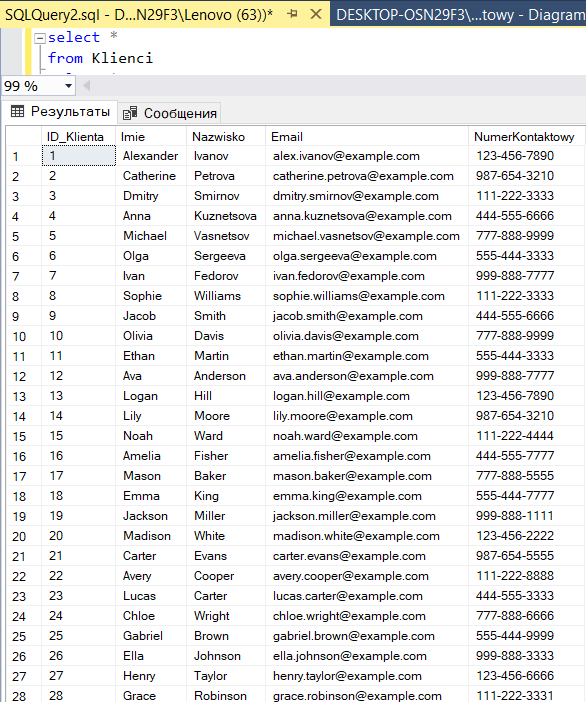 SQLQuery2.sql - D...N29F3\Lenovo (63))*
DESKTOP-OSN29F3\...towy - Diagram
select *
from Klienci
99 %
Результаты Сообщения
ID_Klienta Imie Nazwisko Email NumerKontaktowy
1 1 Alexander Ivanov alex.ivanov@example.com 123-456-7890
2 2 Catherine Petrova catherine.petrova@example.com 987-654-3210
3 3 Dmitry Smirnov dmitry.smirnov@example.com 111-222-3333
4 4 Anna Kuznetsova anna.kuznetsova@example.com 444-555-6666
5 5 Michael Vasnetsov michael.vasnetsov@example.com 777-888-9999
6 6 Olga Sergeeva olga.sergeeva@example.com 555-444-3333
7 7 Ivan Fedorov ivan.fedorov@example.com 999-888-7777
8 8 Sophie Williams sophie.williams@example.com 111-222-3333
9 9 Jacob Smith jacob.smith@example.com 444-555-6666
10 10 Olivia Davis olivia.davis@example.com 777-888-9999
11 11 Ethan Martin ethan.martin@example.com 555-444-3333
12 12 Ava Anderson ava.anderson@example.com 999-888-7777
13 13 Logan Hill logan.hill@example.com 123-456-7890
14 14 Lily Moore lily.moore@example.com 987-654-3210
15 15 Noah Ward noah.ward@example.com 111-222-4444
16 16 Amelia Fisher amelia.fisher@example.com 444-555-7777
17 17 Mason Baker mason.baker@example.com 777-888-5555
18 18 Emma King emma.king@example.com 555-444-7777
19 19 Jackson Miller jackson.miller@example.com 999-888-1111
20 20 Madison White madison.white@example.com 123-456-2222
21 21 Carter Evans carter.evans@example.com 987-654-5555
22 22 Avery Cooper avery.cooper@example.com 111-222-8888
23 23 Lucas Carter lucas.carter@example.com 444-555-3333
24 24 Chloe Wright chloe.wright@example.com 777-888-6666
25 25 Gabriel Brown gabriel.brown@example.com 555-444-9999
26 26 Ella Johnson ella.johnson@example.com 999-888-3333
27 27 Henry Taylor henry.taylor@example.com 123-456-6666
28 28 Grace Robinson grace.robinson@example.com 111-222-3331